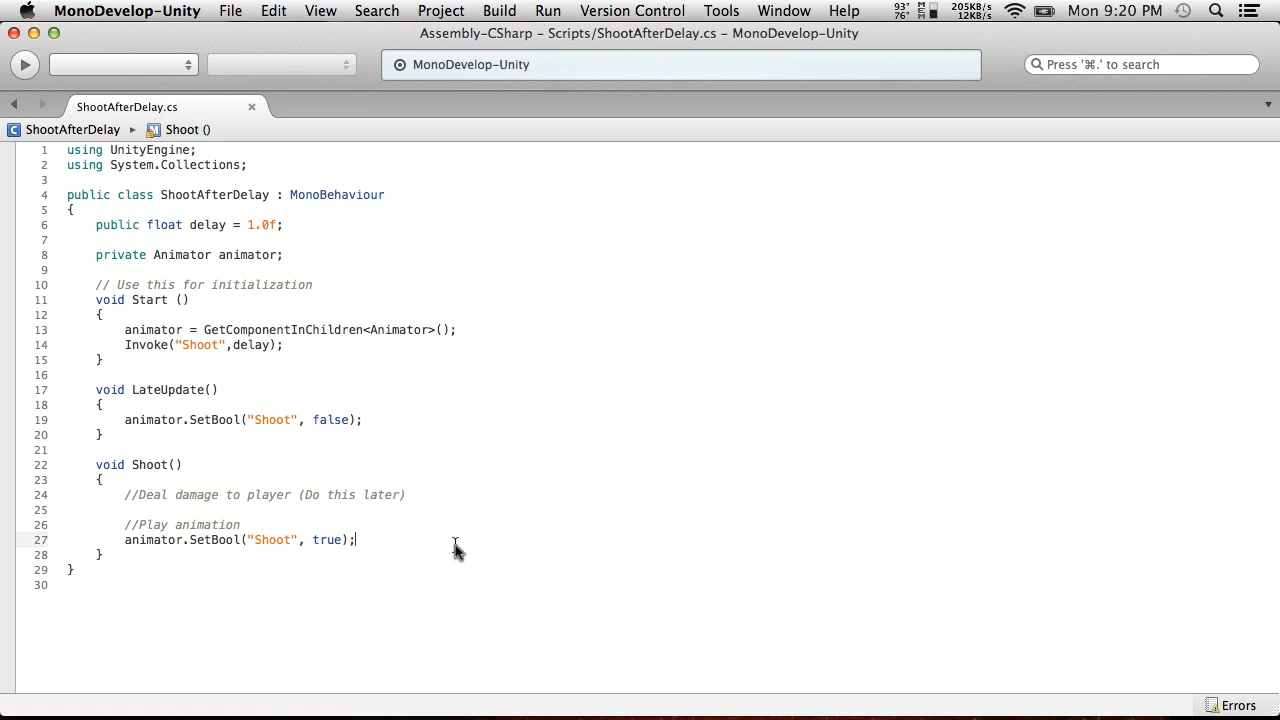 MonoDevelop-Unity File Edit View Search Project Build Run Version Control Tools Window Help 93° 76° 205KB/s 12KB/s Mon 9:20 PM
Assembly-CSharp – Scripts/ShootAfterDelay.cs – MonoDevelop-Unity
MonoDevelop-Unity Press '⌘.' to search
ShootAfterDelay.cs
ShootAfterDelay Shoot ()
1 using UnityEngine;
2 using System.Collections;
3
4 public class ShootAfterDelay : MonoBehaviour
5 {
6 public float delay = 1.0f;
7
8 private Animator animator;
9
10 // Use this for initialization
11 void Start ()
12 {
13 animator = GetComponentInChildren<Animator>();
14 Invoke("Shoot",delay);
15 }
16
17 void LateUpdate()
18 {
19 animator.SetBool("Shoot", false);
20 }
21
22 void Shoot()
23 {
24 //Deal damage to player (Do this later)
25
26 //Play animation
27 animator.SetBool("Shoot", true);
28 }
29 }
30
Errors